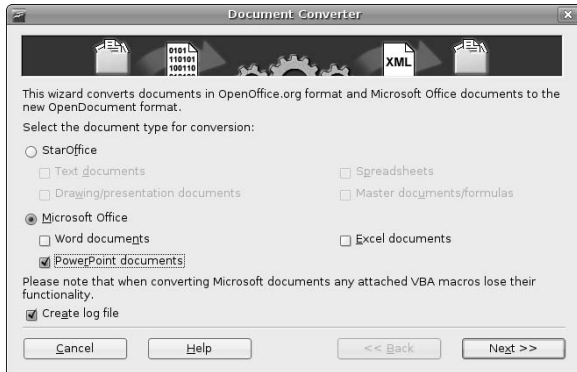 Document Converter
0101
110101
100110
XML
This wizard converts documents in OpenOffice.org format and Microsoft Office documents to the
new OpenDocument format.
Select the document type for conversion:
StarOffice
Text documents
Spreadsheets
Drawing/presentation documents
Master documents/formulas
Microsoft Office
Word documents
Excel documents
PowerPoint documents
Please note that when converting Microsoft documents any attached VBA macros lose their
functionality.
Create log file
Cancel
Help
<< Back
Next >>